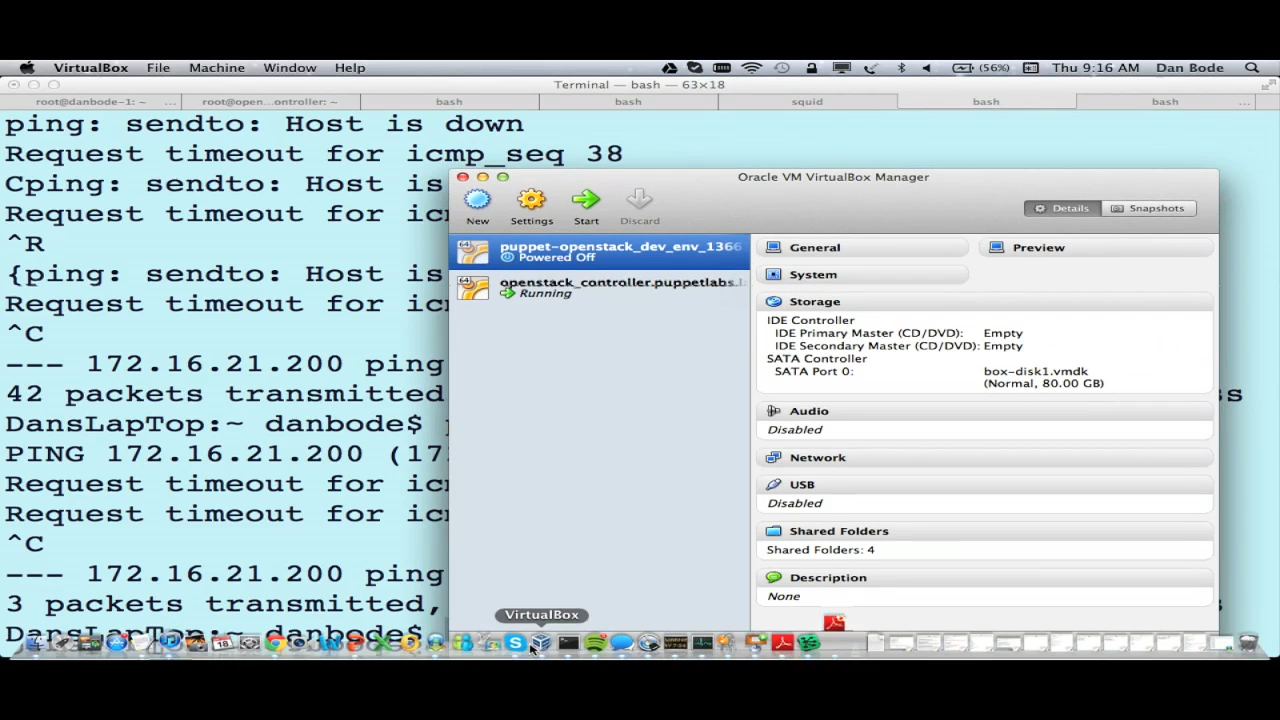 VirtualBox File Machine Window Help (56%) Thu 9:16 AM Dan Bode
Terminal — bash — 63×18
root@danbode-1: ~ ... root@open...ontroller: ~ bash bash squid bash bash ...
ping: sendto: Host is down
Request timeout for icmp_seq 38
Cping: sendto: Host is
Request timeout for
^R
{ping: sendto: Host is
Request timeout for
^C
--- 172.16.21.200 ping
42 packets transmitted
DansLapTop:~ danbode$
PING 172.16.21.200 (17
Request timeout for
Request timeout for
^C
--- 172.16.21.200 ping
3 packets transmitted,
DansLapTop:~ danbode$
Oracle VM VirtualBox Manager
New Settings Start Discard
Details Snapshots
64 puppet-openstack_dev_env_1366
Powered Off
64 openstack_controller.puppetlabs.
Running
General
System
Preview
Storage
IDE Controller
IDE Primary Master (CD/DVD): Empty
IDE Secondary Master (CD/DVD): Empty
SATA Controller
SATA Port 0: box-disk1.vmdk
(Normal, 80.00 GB)
Audio
Disabled
Network
USB
Disabled
Shared Folders
Shared Folders: 4
Description
None
VirtualBox